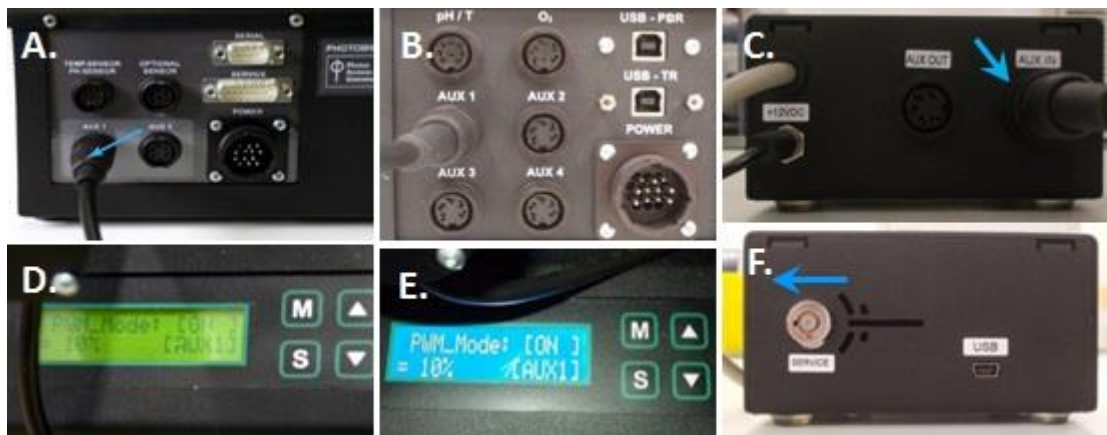 A.
SERIAL
TEMP-SENSOR
PH-SENSOR
OPTIONAL
SENSOR
SERVICE
POWER
AUX 1
AUX 2
B.
pH / T
O₂
USB - PBR
USB - TR
AUX 1
AUX 2
POWER
AUX 3
AUX 4
C.
AUX OUT
AUX IN
+12VDC
D.
PWM_Mode: [ON ]
= 10% [AUX1]
M
S
E.
PWM_Mode: [ON ]
= 10% [AUX1]
M
S
F.
SERVICE
USB